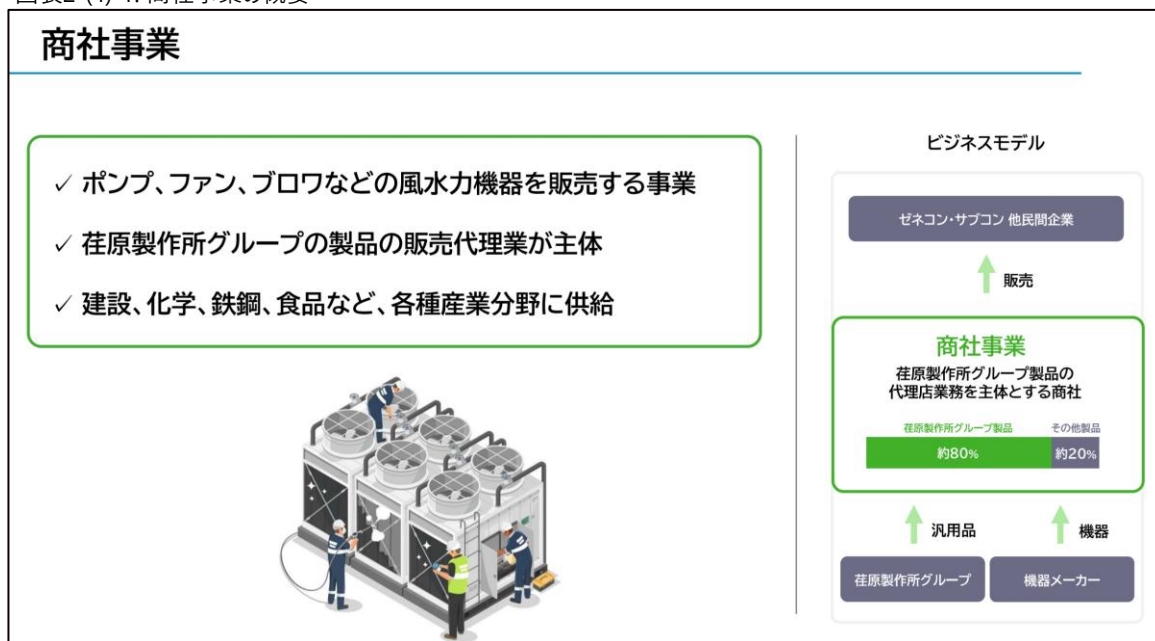 商社事業
✓ ポンプ、ファン、ブロワなどの風水力機器を販売する事業
✓ 荏原製作所グループの製品の販売代理業が主体
✓ 建設、化学、鉄鋼、食品など、各種産業分野に供給
ビジネスモデル
ゼネコン・サブコン 他民間企業
販売
商社事業
荏原製作所グループ製品の
代理店業務を主体とする商社
荏原製作所グループ製品 その他製品
約80% 約20%
汎用品 機器
荏原製作所グループ 機器メーカー